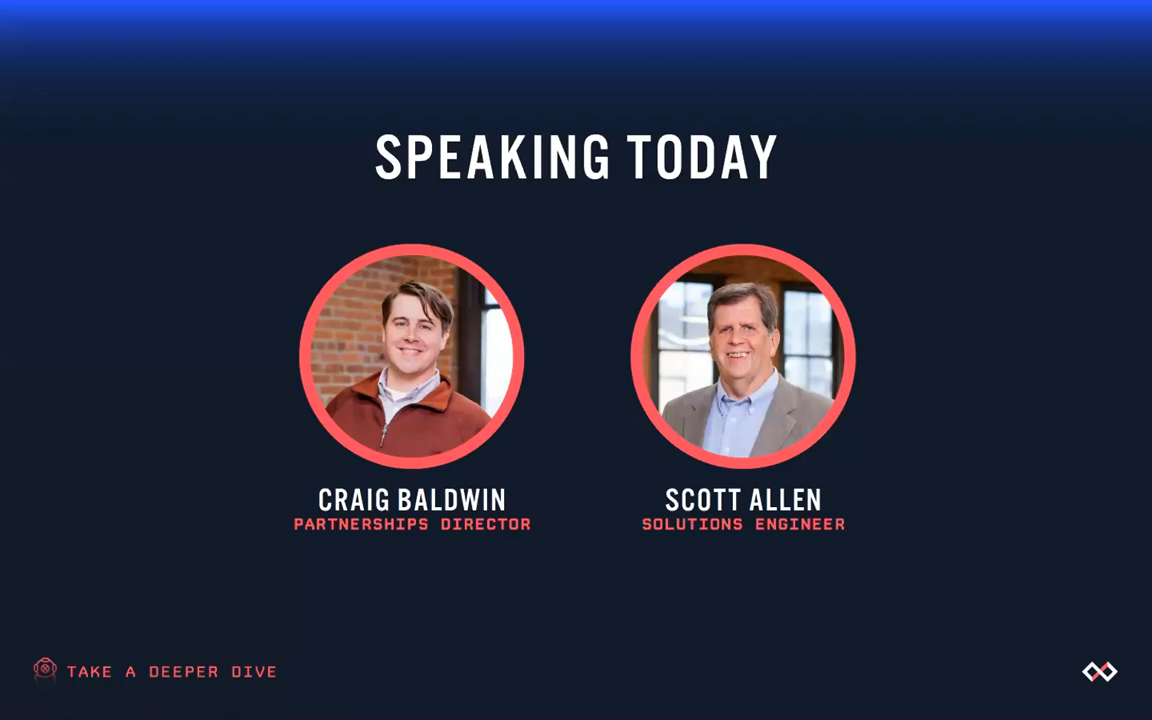 SPEAKING TODAY
CRAIG BALDWIN
PARTNERSHIPS DIRECTOR
SCOTT ALLEN
SOLUTIONS ENGINEER
TAKE A DEEPER DIVE